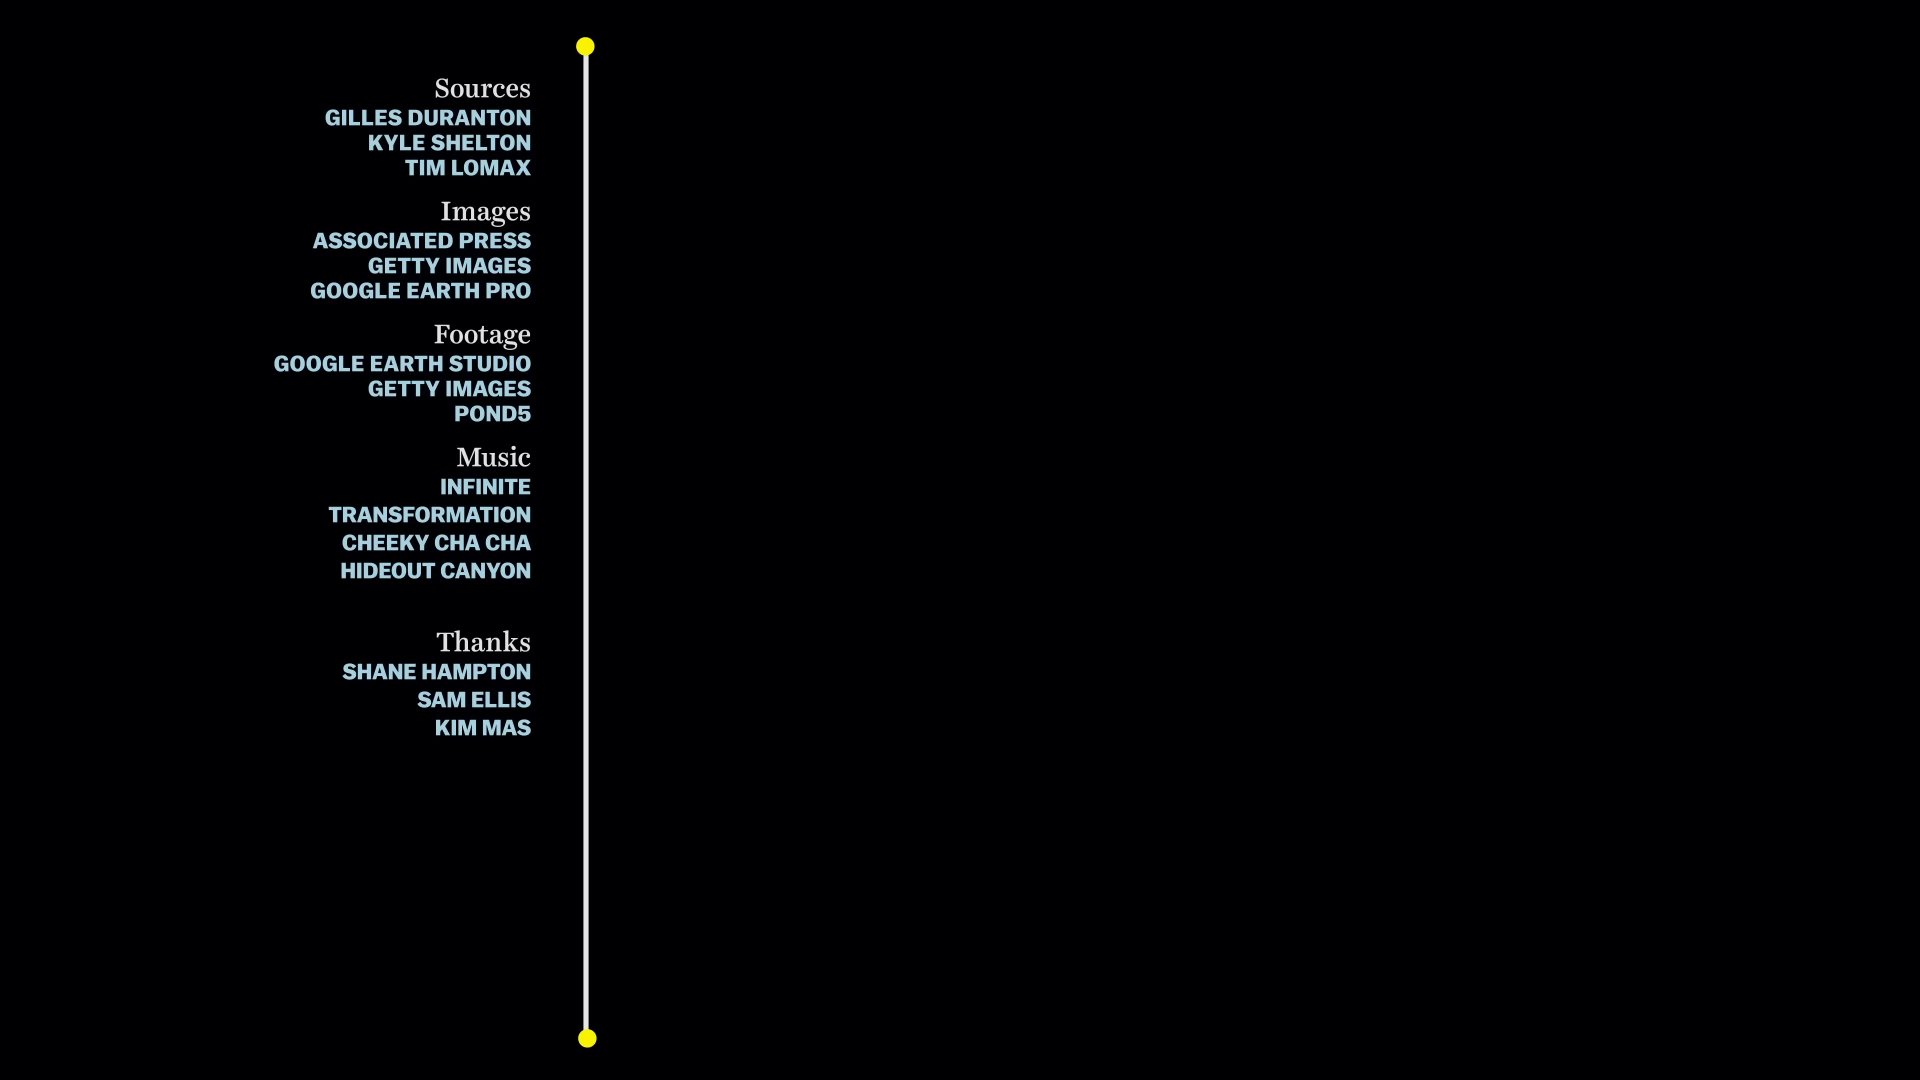 Sources
GILLES DURANTON
KYLE SHELTON
TIM LOMAX
Images
ASSOCIATED PRESS
GETTY IMAGES
GOOGLE EARTH PRO
Footage
GOOGLE EARTH STUDIO
GETTY IMAGES
POND5
Music
INFINITE
TRANSFORMATION
CHEEKY CHA CHA
HIDEOUT CANYON
Thanks
SHANE HAMPTON
SAM ELLIS
KIM MAS